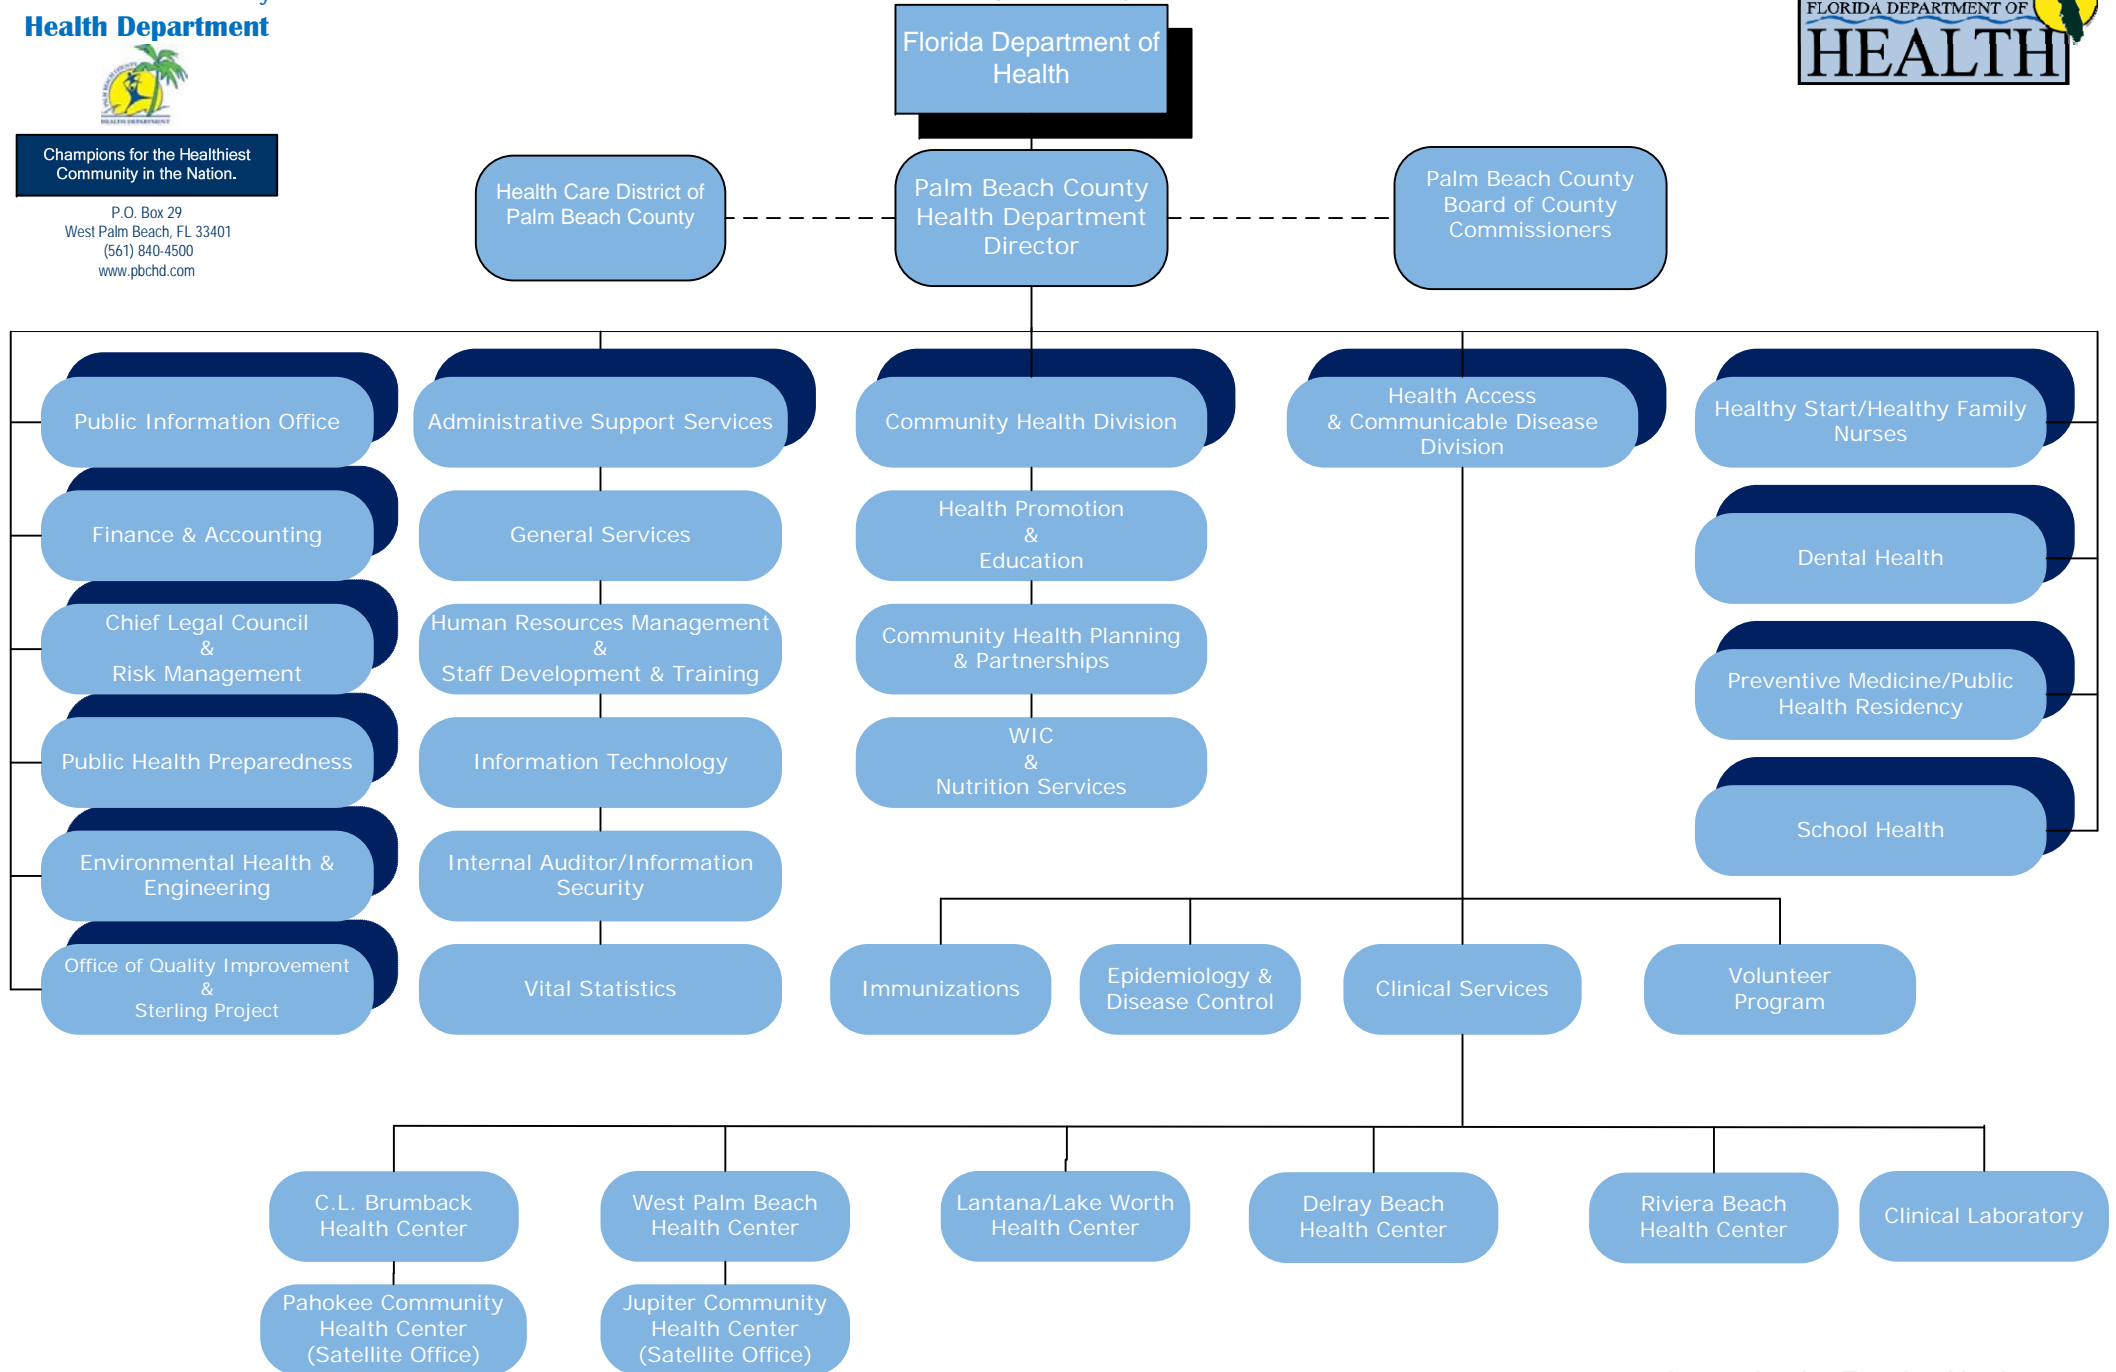 Health Department
Champions for the Healthiest
Community in the Nation.
P.O. Box 29
West Palm Beach, FL 33401
(561) 840-4500
www.pbchd.com
Florida Department of
Health
FLORIDA DEPARTMENT OF
HEALTH
Health Care District of
Palm Beach County
Palm Beach County
Health Department
Director
Palm Beach County
Board of County
Commissioners
Public Information Office
Finance & Accounting
Chief Legal Council
&
Risk Management
Public Health Preparedness
Environmental Health &
Engineering
Office of Quality Improvement
&
Sterling Project
Administrative Support Services
General Services
Human Resources Management
&
Staff Development & Training
Information Technology
Internal Auditor/Information
Security
Vital Statistics
Community Health Division
Health Promotion
&
Education
Community Health Planning
& Partnerships
WIC
&
Nutrition Services
Health Access
& Communicable Disease
Division
Healthy Start/Healthy Family
Nurses
Dental Health
Preventive Medicine/Public
Health Residency
School Health
Immunizations
Epidemiology &
Disease Control
Clinical Services
Volunteer
Program
C.L. Brumback
Health Center
West Palm Beach
Health Center
Lantana/Lake Worth
Health Center
Delray Beach
Health Center
Riviera Beach
Health Center
Clinical Laboratory
Pahokee Community
Health Center
(Satellite Office)
Jupiter Community
Health Center
(Satellite Office)